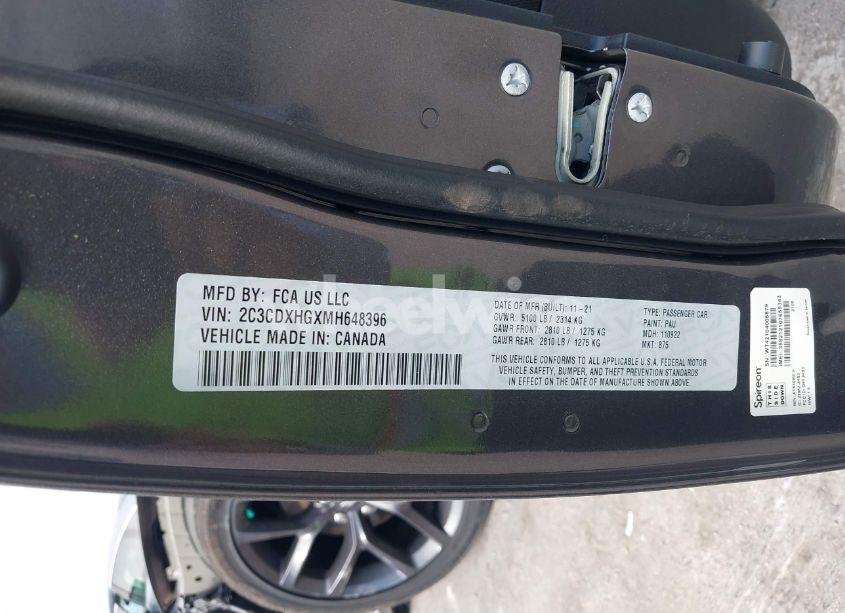 MFD BY: FCA US LLC
VIN: 2C3CDXHGXMH648396
VEHICLE MADE IN: CANADA
DATE OF MFR (BUILT): 11-21
GVWR: 5100 LB / 2314 KG
GAWR FRONT: 2810 LB / 1275 KG
GAWR REAR: 2810 LB / 1275 KG
TYPE: PASSENGER CAR
PAINT: PAU
MDH: 110922
MKT: 875
THIS VEHICLE CONFORMS TO ALL APPLICABLE U.S.A. FEDERAL MOTOR
VEHICLE SAFETY, BUMPER, AND THEFT PREVENTION STANDARDS
IN EFFECT ON THE DATE OF MANUFACTURE SHOWN ABOVE.
Spireon
THIS
SIDE
DOWN